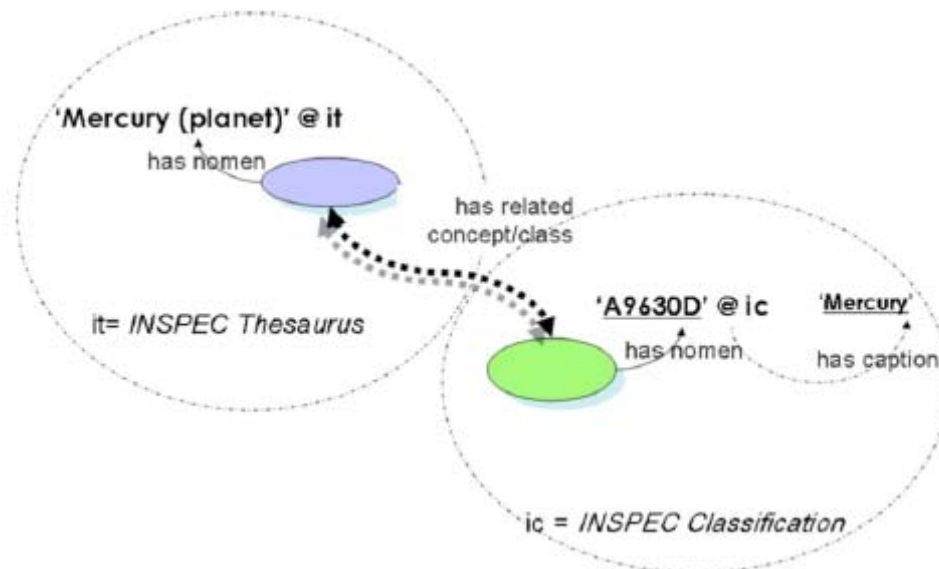 ‘Mercury (planet)’ @ it
has nomen
has related
concept/class
it= INSPEC Thesaurus
‘A9630D’ @ ic
‘Mercury’
has nomen
has caption
ic = INSPEC Classification